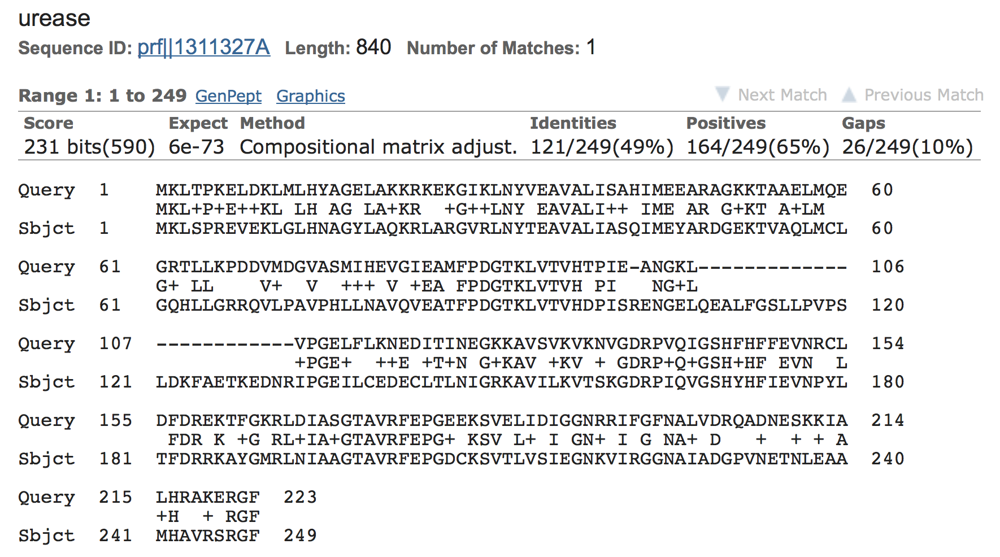 urease
Sequence ID: prf||1311327A Length: 840 Number of Matches: 1
Range 1: 1 to 249 GenPept Graphics Next Match Previous Match
Score Expect Method Identities Positives Gaps
231 bits(590) 6e-73 Compositional matrix adjust. 121/249(49%) 164/249(65%) 26/249(10%)
Query 1 MKLTPKELDKLMLHYAGELAKKRKEKGIKLNYVEAVALISAHIMEEARAGKKTAAELMQE 60
MKL+P+E++KL LH AG LA+KR   +G++LNY EAVALI++ IME AR G+KT A+LM
Sbjct 1 MKLSPREVEKLGLHNAGYLAQKRLARGVRLNYTEAVALIASQIMEYARDGEKTVAQLMCL 60
Query 61 GRTLLKPDDVMDGVASMIHEVGIEAMFPDGTKLVTVHTPIE-ANGKL------------- 106
G+ LL    V+  V  +++ V +EA FPDGTKLVTVH PI   NG+L
Sbjct 61 GQHLLGRRQVLPAVPHLLNAVQVEATFPDGTKLVTVHDPISRENGELQEALFGSLLPVPS 120
Query 107 ------------VPGELFLKNEDITINEGKKAVSVKVKNVGDRPVQIGSHFHFFEVNRCL 154
+PGE+  ++E +T+N G+KAV +KV + GDRP+Q+GSH+HF EVN  L
Sbjct 121 LDKFAETKEDNRIPGEILCEDECLTLNIGRKAVILKVTSKGDRPIQVGSHYHFIEVNPYL 180
Query 155 DFDREKTFGKRLDIASGTAVRFEPGEEKSVELIDIGGNRRIFGFNALVDRQADNESKKIA 214
FDR K +G RL+IA+GTAVRFEPG+ KSV L+ I GN+ I G NA+ D   +  + + A
Sbjct 181 TFDRRKAYGMRLNIAAGTAVRFEPGDCKSVTLVSIEGNKVIRGGNAIADGPVNETNLEAA 240
Query 215 LHRAKERGF 223
+H  + RGF
Sbjct 241 MHAVRSRGF 249